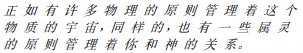 正如有许多物理的原则管理着这个
物质的宇宙，同样的，也有一些属灵
的原则管理着你和神的关系。